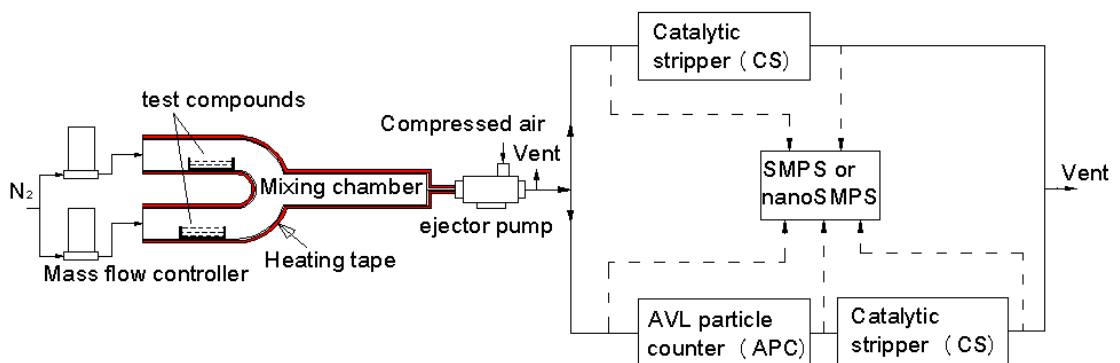 Catalytic
stripper ( CS )
test compounds
Compressed air
Vent
N₂
Mixing chamber
SMPS or
nanoSMPS
Vent
ejector pump
Heating tape
Mass flow controller
AVL particle
counter ( APC )
Catalytic
stripper ( CS )